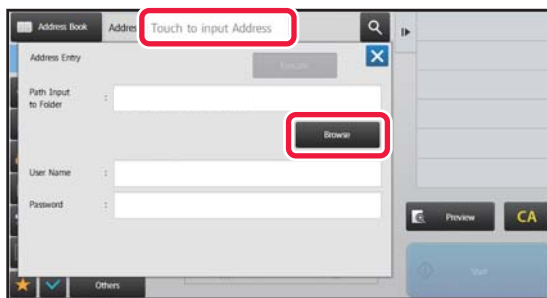 Address Book Address Touch to input Address
Address Entry Execute
Path Input
to Folder :
Browse
User Name :
Password :
Preview CA
Start
Others